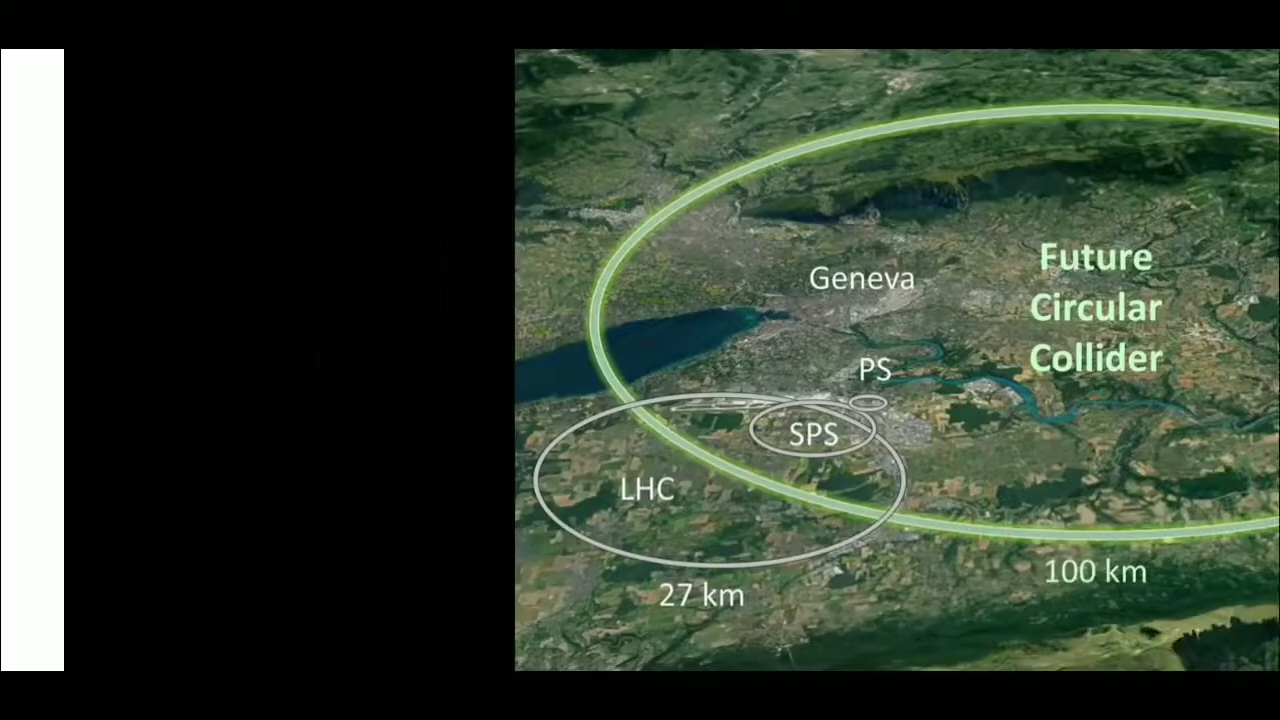 Geneva
Future
Circular
Collider
PS
SPS
LHC
100 km
27 km